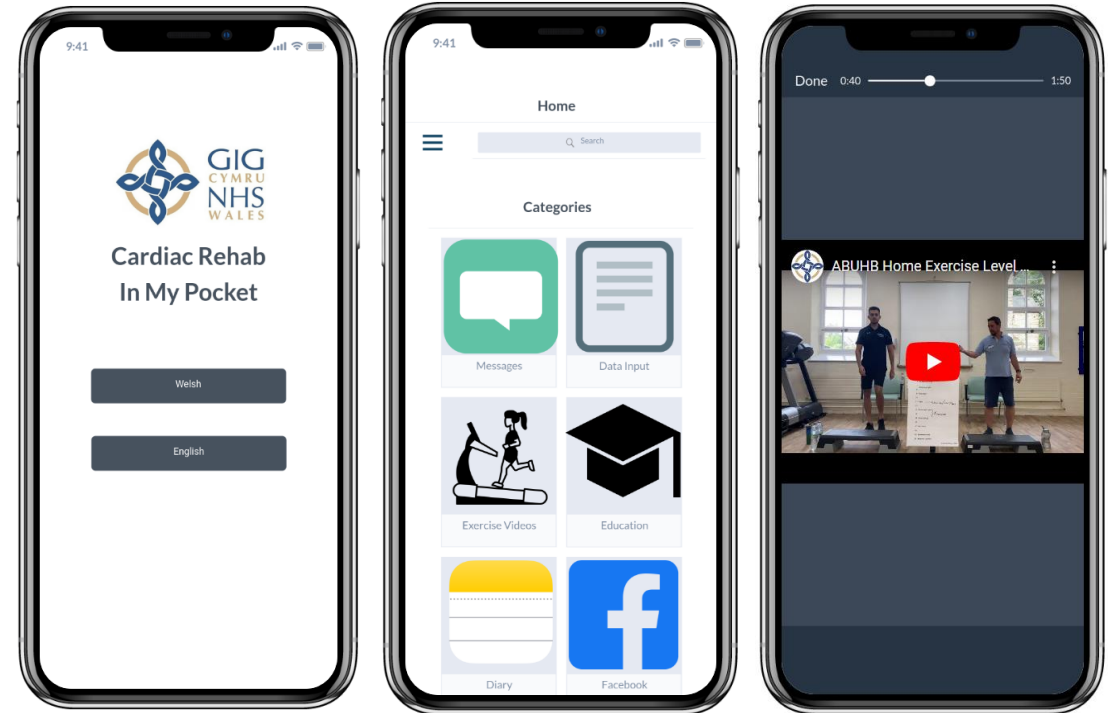 9:41
GIG
CYMRU
NHS
WALES
Cardiac Rehab
In My Pocket
Welsh
English
9:41
Home
Search
Categories
Messages
Data Input
Exercise Videos
Education
Diary
Facebook
Done 0:40 1:50
ABUHB Home Exercise Level ...